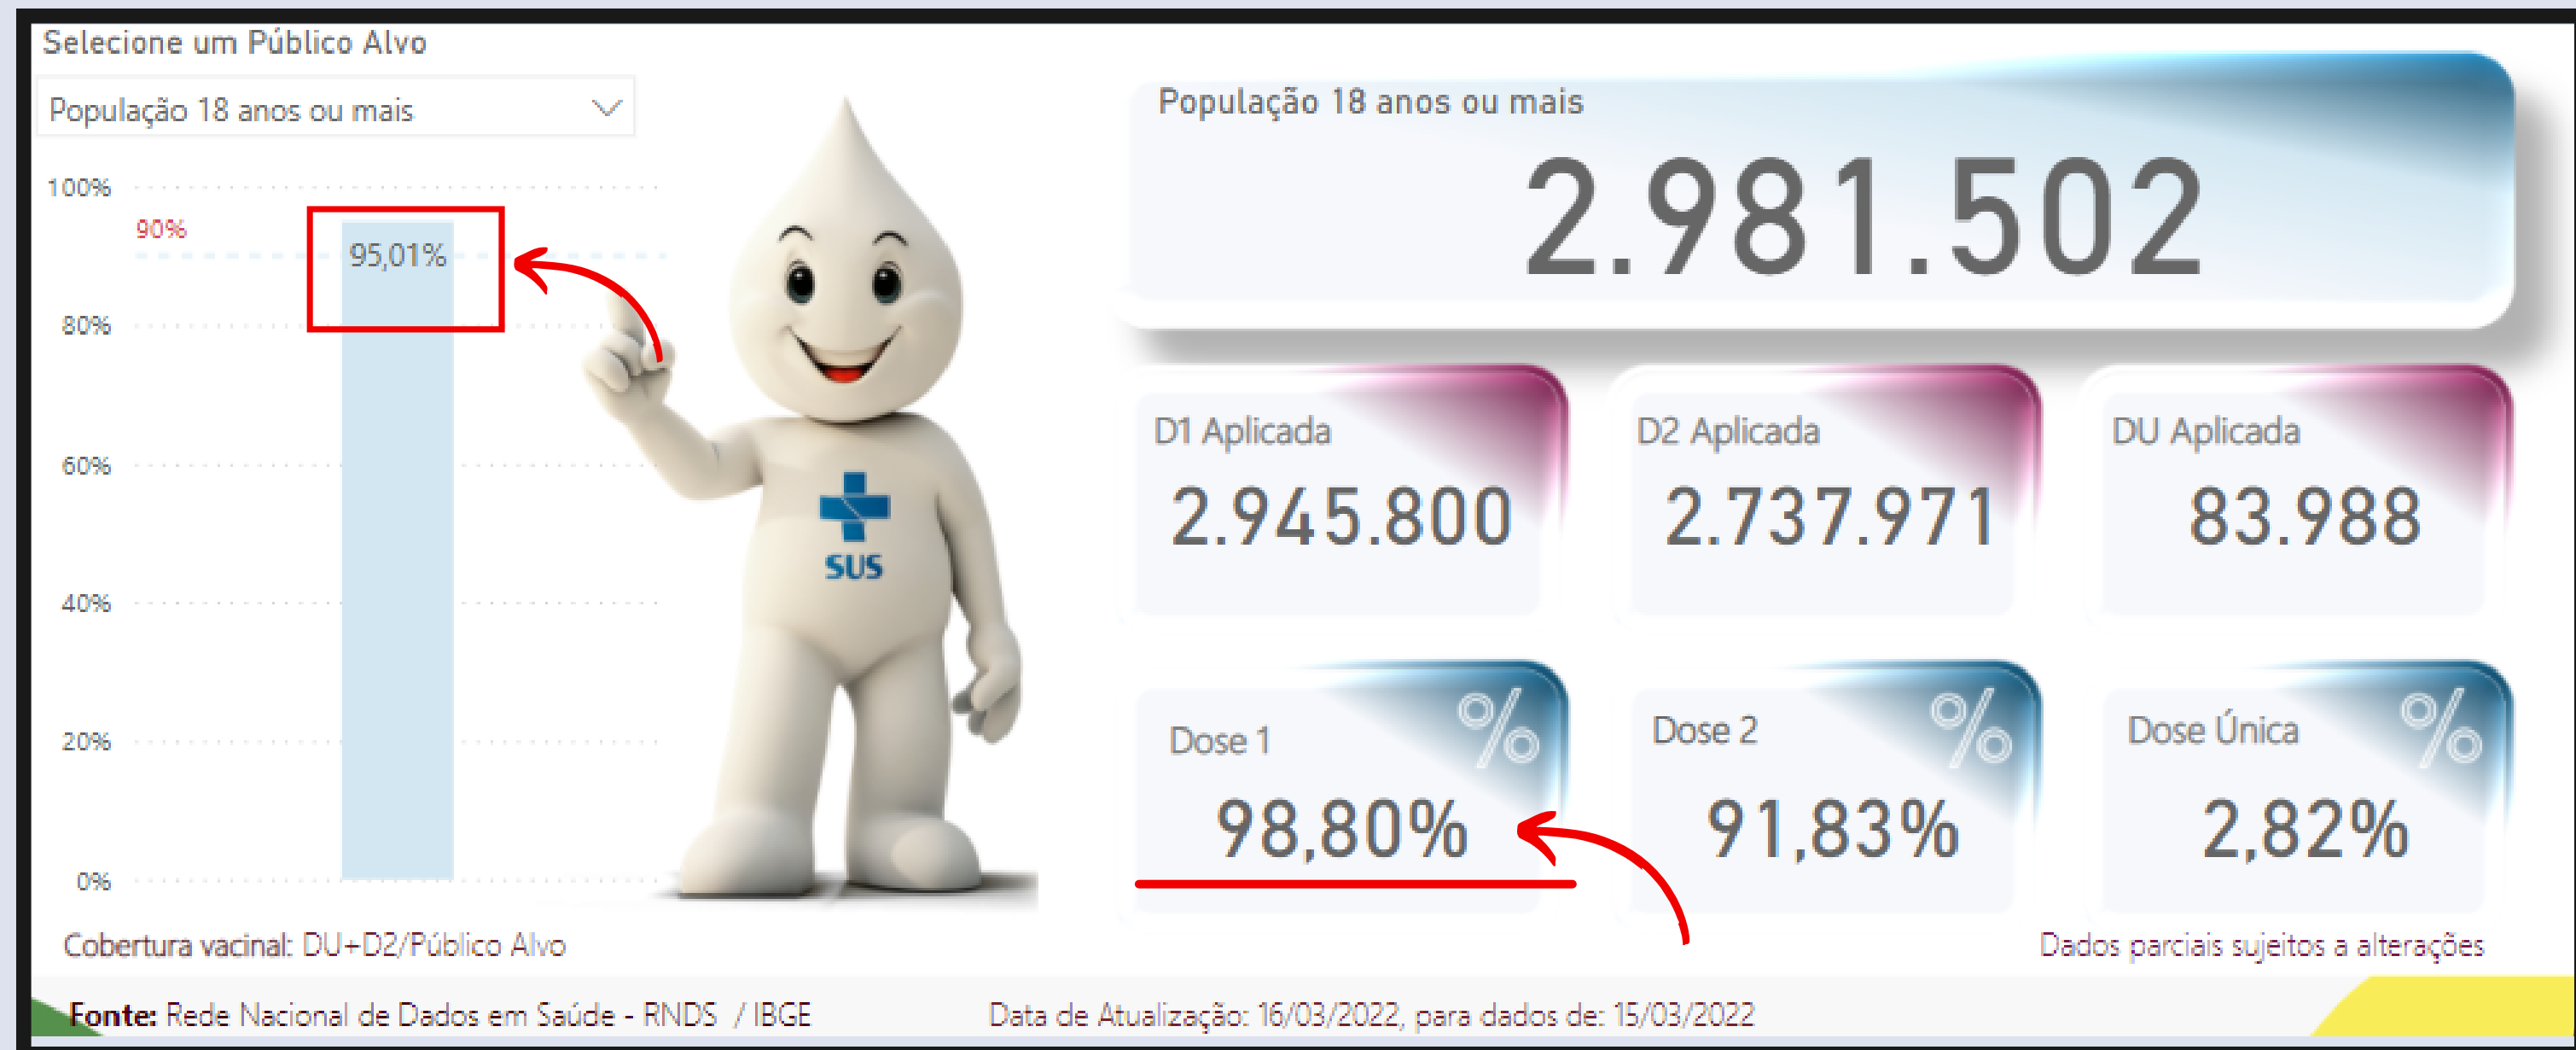 Selecione um Público Alvo
População 18 anos ou mais
100%
90%
95,01%
80%
60%
40%
20%
0%
Cobertura vacinal: DU+D2/Público Alvo
SUS
População 18 anos ou mais
2.981.502
D1 Aplicada
2.945.800
D2 Aplicada
2.737.971
DU Aplicada
83.988
Dose 1
%
98,80%
Dose 2
%
91,83%
Dose Única
%
2,82%
Dados parciais sujeitos a alterações
Fonte: Rede Nacional de Dados em Saúde - RNDS / IBGE
Data de Atualização: 16/03/2022, para dados de: 15/03/2022